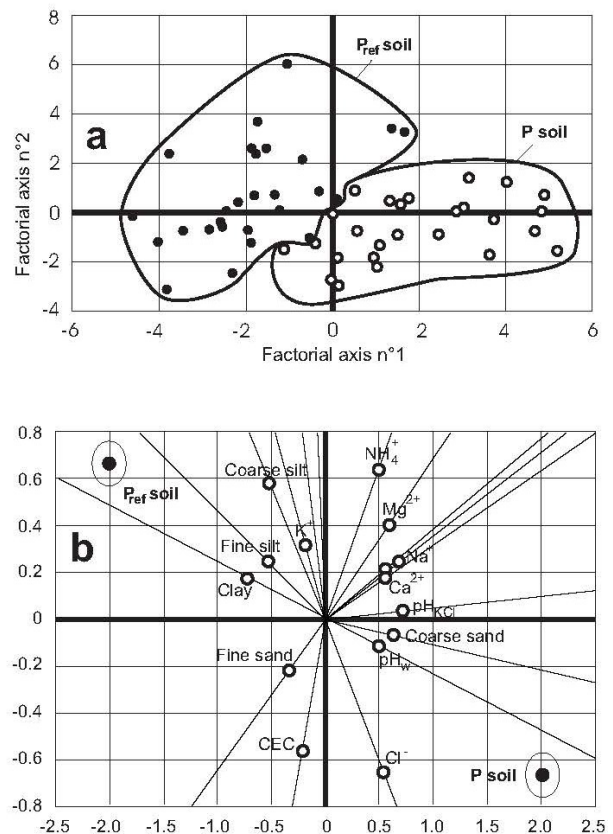 8
6
4
2
0
-2
-4
Factorial axis n°2
a
Pref soil
P soil
-6 -4 -2 0 2 4 6
Factorial axis n°1
0.8
0.6
0.4
0.2
0
-0.2
-0.4
-0.6
-0.8
b
Pref soil
Coarse silt
K+
Fine silt
Clay
NH4+
Mg2+
Na+
Ca2+
pHKCl
Coarse sand
pHw
Fine sand
CEC
Cl-
P soil
-2.5 -2.0 -1.5 -1.0 -0.5 0 0.5 1.0 1.5 2.0 2.5